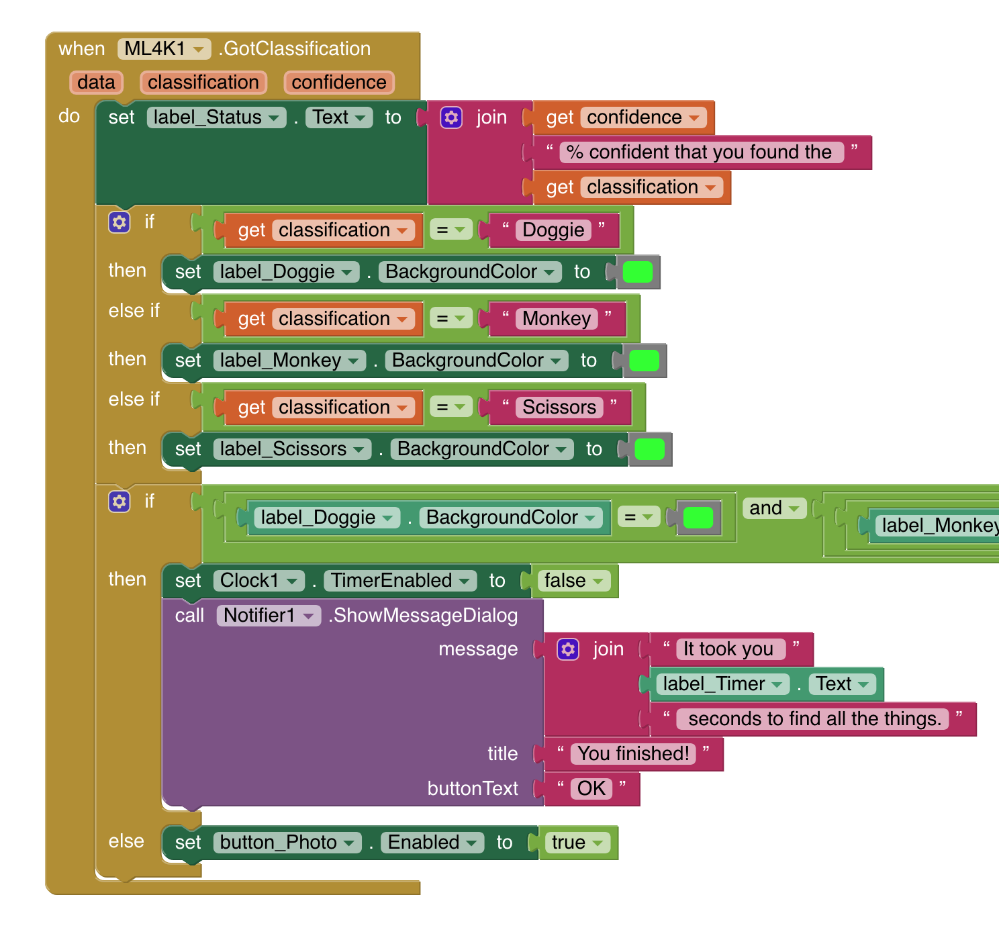 when ML4K1 .GotClassification
data classification confidence
do set label_Status . Text to join get confidence
“ % confident that you found the ”
get classification
if get classification = “ Doggie ”
then set label_Doggie . BackgroundColor to
else if get classification = “ Monkey ”
then set label_Monkey . BackgroundColor to
else if get classification = “ Scissors ”
then set label_Scissors . BackgroundColor to
if label_Doggie . BackgroundColor = and label_Monkey
then set Clock1 . TimerEnabled to false
call Notifier1 .ShowMessageDialog
message join “ It took you ”
label_Timer . Text
“ seconds to find all the things. ”
title “ You finished! ”
buttonText “ OK ”
else set button_Photo . Enabled to true